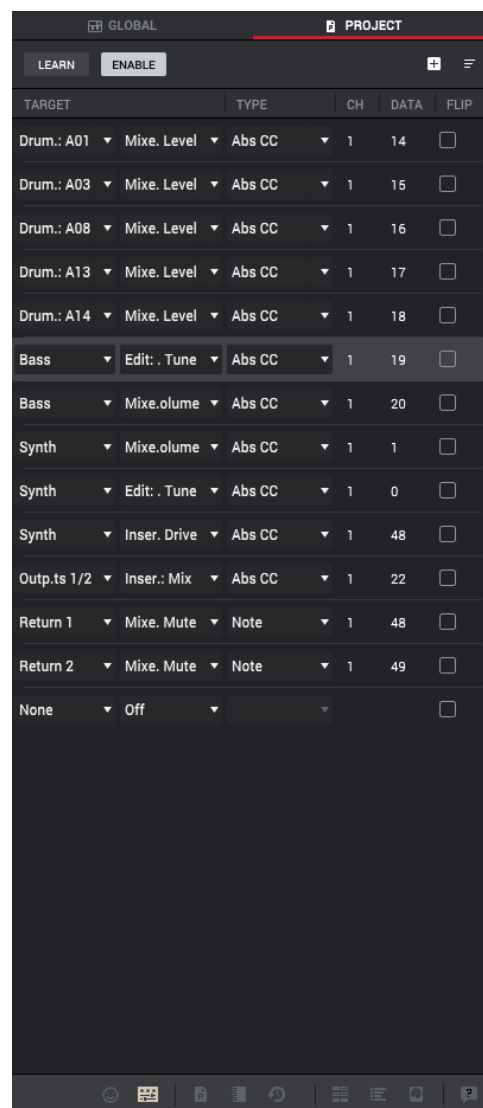 GLOBAL PROJECT
LEARN ENABLE
TARGET TYPE CH DATA FLIP
Drum.: A01 Mixe. Level Abs CC 1 14
Drum.: A03 Mixe. Level Abs CC 1 15
Drum.: A08 Mixe. Level Abs CC 1 16
Drum.: A13 Mixe. Level Abs CC 1 17
Drum.: A14 Mixe. Level Abs CC 1 18
Bass Edit: . Tune Abs CC 1 19
Bass Mixe.olume Abs CC 1 20
Synth Mixe.olume Abs CC 1 1
Synth Edit: . Tune Abs CC 1 0
Synth Inser. Drive Abs CC 1 48
Outp.ts 1/2 Inser.: Mix Abs CC 1 22
Return 1 Mixe. Mute Note 1 48
Return 2 Mixe. Mute Note 1 49
None Off